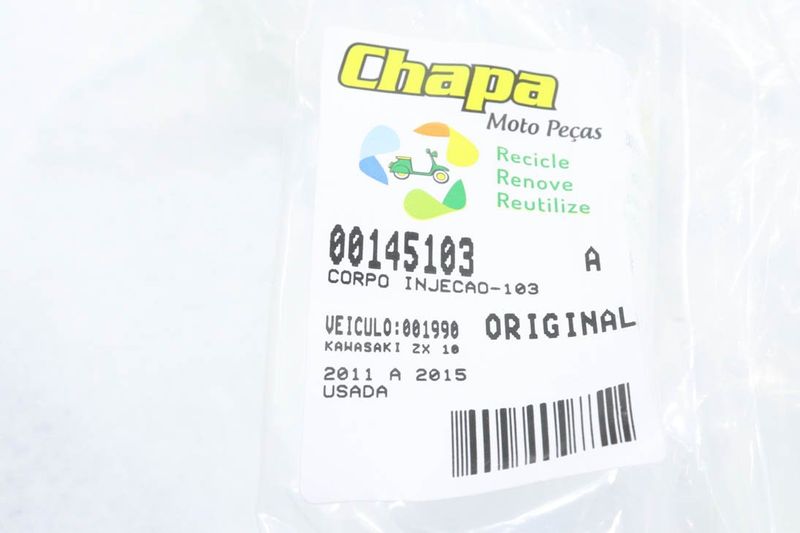 Chapa
Moto Peças
Recicle
Renove
Reutilize
00145103 A
CORPO INJECAO-103
VEICULO:001990 ORIGINAL
KAWASAKI ZX 10
2011 A 2015
USADA